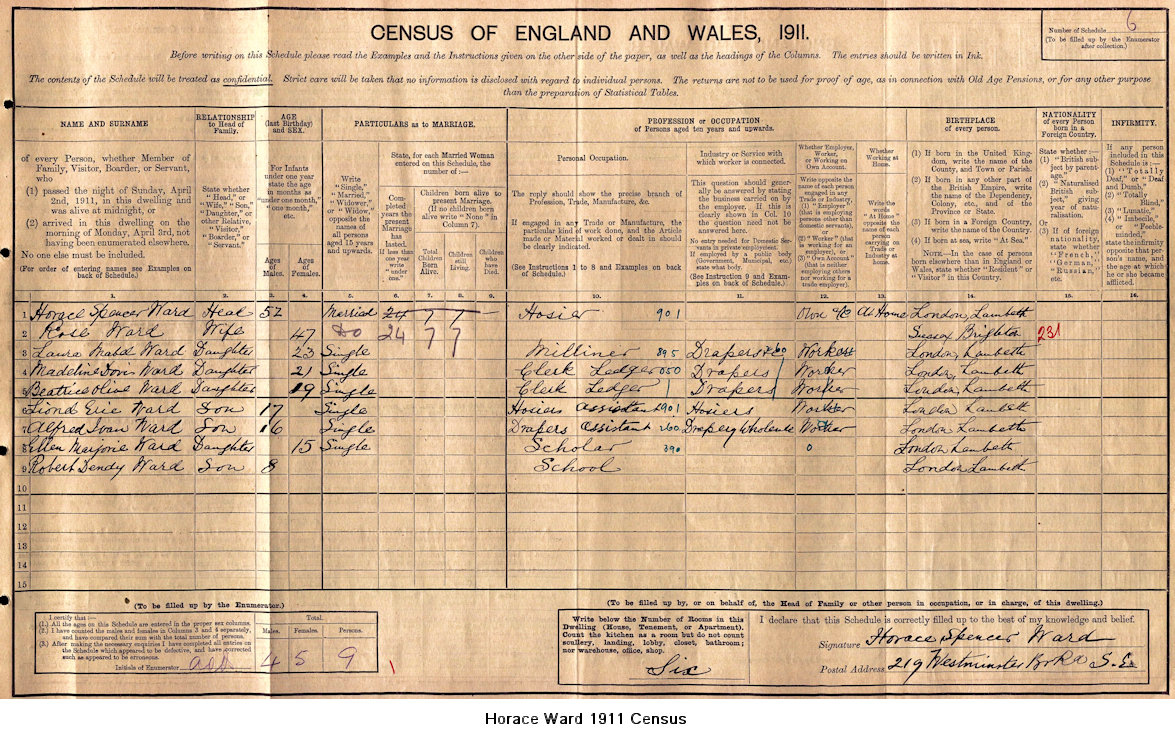 CENSUS OF ENGLAND AND WALES, 1911.
Number of Schedule 6
(To be filled up by the Enumerator
after collection.)
Before writing on this Schedule please read the Examples and the Instructions given on the other side of the paper, as well as the headings of the Columns. The entries should be written in Ink.
The contents of the Schedule will be treated as confidential. Strict care will be taken that no information is disclosed with regard to individual persons. The returns are not to be used for proof of age, as in connection with Old Age Pensions, or for any other purpose
than the preparation of Statistical Tables.
NAME AND SURNAME
of every Person, whether Member of
Family, Visitor, Boarder, or Servant,
who
(1) passed the night of Sunday, April
2nd, 1911, in this dwelling and
was alive at midnight, or
(2) arrived in this dwelling on the
morning of Monday, April 3rd, not
having been enumerated elsewhere.
No one else must be included.
(For order of entering names see Examples on
back of Schedule.)
RELATIONSHIP
to Head of
Family.
State whether
"Head," or
"Wife," "Son,"
"Daughter," or
other Relative,
"Visitor,"
"Boarder," or
"Servant."
AGE
(last Birthday)
and SEX.
For Infants
under one year
state the age
in months as
"under one month,"
"one month,"
etc.
Ages
of
Males.
Ages
of
Females.
PARTICULARS as to MARRIAGE.
Write
"Single,"
"Married,"
"Widower,"
or "Widow,"
opposite the
names of
all persons
aged 15 years
and upwards.
State, for each Married Woman
entered on this Schedule, the
number of:—
Completed
years the
present
Marriage
has
lasted.
If less than
one year
write
"under
one."
Children born alive to
present Marriage.
(If no children born
alive write "None" in
Column 7).
Total
Children
Born
Alive.
Children
still
Living.
Children
who
have
Died.
PROFESSION or OCCUPATION
of Persons aged ten years and upwards.
Personal Occupation.
The reply should show the precise branch of
Profession, Trade, Manufacture, &c.
If engaged in any Trade or Manufacture, the
particular kind of work done, and the Article
made or Material worked or dealt in should
be clearly indicated.
(See Instructions 1 to 8 and Examples on back
of Schedule.)
Industry or Service with
which worker is connected.
This question should generally
be answered by stating
the business carried on by
the employer. If this is
clearly shown in Col. 10
the question need not be
answered here.
No entry needed for Domestic Servants
in private employment.
If employed by a public body
(Government, Municipal, etc.)
state what body.
(See Instruction 9 and Examples
on back of Schedule.)
Whether Employer,
Worker,
or Working on
Own Account.
Write opposite the
name of each person
engaged in any
Trade or Industry,
(1) "Employer"
(that is employing
persons other than
domestic servants),
or
(2) "Worker" (that
is working for an
employer), or
(3) "Own Account"
(that is neither
employing others
nor working for a
trade employer).
Whether
Working at
Home.
Write the words
"At Home"
opposite the
name of each
person
carrying on
Trade or
Industry at
home.
BIRTHPLACE
of every person.
(1) If born in the United Kingdom,
write the name of the
County, and Town or Parish.
(2) If born in any other part of
the British Empire, write
the name of the Dependency,
Colony, etc., and of the
Province or State.
(3) If born in a Foreign Country,
write the name of the Country.
(4) If born at sea, write "At Sea."
NOTE.—In the case of persons
born elsewhere than in England or
Wales, state whether "Resident" or
"Visitor" in this Country.
NATIONALITY
of every Person
born in a
Foreign Country.
State whether:—
(1) "British subject
by parentage,"
(2) "Naturalised
British subject,"
giving
year of naturalisation.
Or
(3) If of foreign
nationality,
state whether
"French,"
"German,"
"Russian,"
etc.
INFIRMITY.
If any person
included in this
Schedule is:—
(1) "Totally
Deaf," or "Deaf
and Dumb,"
(2) "Totally
Blind,"
(3) "Lunatic,"
(4) "Imbecile,"
or "Feeble-minded,"
state the infirmity
opposite that person's
name, and
the age at which
he or she became
afflicted.
1. 2. 3. 4. 5. 6. 7. 8. 9. 10. 11. 12. 13. 14. 15. 16.
1 Horace Spencer Ward Head 52 Married 24 7 7 — Hosier 901 Own a/c At Home London, Lambeth
2 Rose Ward Wife 47 Do 24 7 7 Sussex Brighton 231
3 Laura Mabel Ward Daughter 23 Single Milliner 895 Drapers Worker London, Lambeth
4 Madeline Doris Ward Daughter 21 Single Clerk Ledger 050 Drapers Worker London, Lambeth
5 Beatrice Olive Ward Daughter 19 Single Clerk Ledger Drapers Worker London, Lambeth
6 Lionel Eric Ward Son 17 Single Hosiers Assistant 901 Hosiers Worker London Lambeth
7 Alfred Ivan Ward Son 16 Single Drapers Assistant 260 Drapery Wholesale Worker London Lambeth
8 Ellen Marjorie Ward Daughter 15 Single Scholar 390 0 London Lambeth
9 Robert Dendy Ward Son 8 School London Lambeth
10
11
12
13
14
15
(To be filled up by the Enumerator.)
I certify that:—
(1.) All the ages on this Schedule are entered in the proper sex columns.
(2.) I have counted the males and females in Columns 3 and 4 separately,
and have compared their sum with the total number of persons.
(3.) After making the necessary enquiries I have completed all entries on
the Schedule which appeared to be defective, and have corrected
such as appeared to be erroneous.
Initials of Enumerator
Total.
Males. Females. Persons.
4 5 9
(To be filled up by, or on behalf of, the Head of Family or other person in occupation, or in charge, of this dwelling.)
Write below the Number of Rooms in this
Dwelling (House, Tenement, or Apartment).
Count the kitchen as a room but do not count
scullery, landing, lobby, closet, bathroom;
nor warehouse, office, shop.
Six
I declare that this Schedule is correctly filled up to the best of my knowledge and belief.
Signature Horace Spencer Ward
Postal Address 219 Westminster B. Rd S.E.
Horace Ward 1911 Census